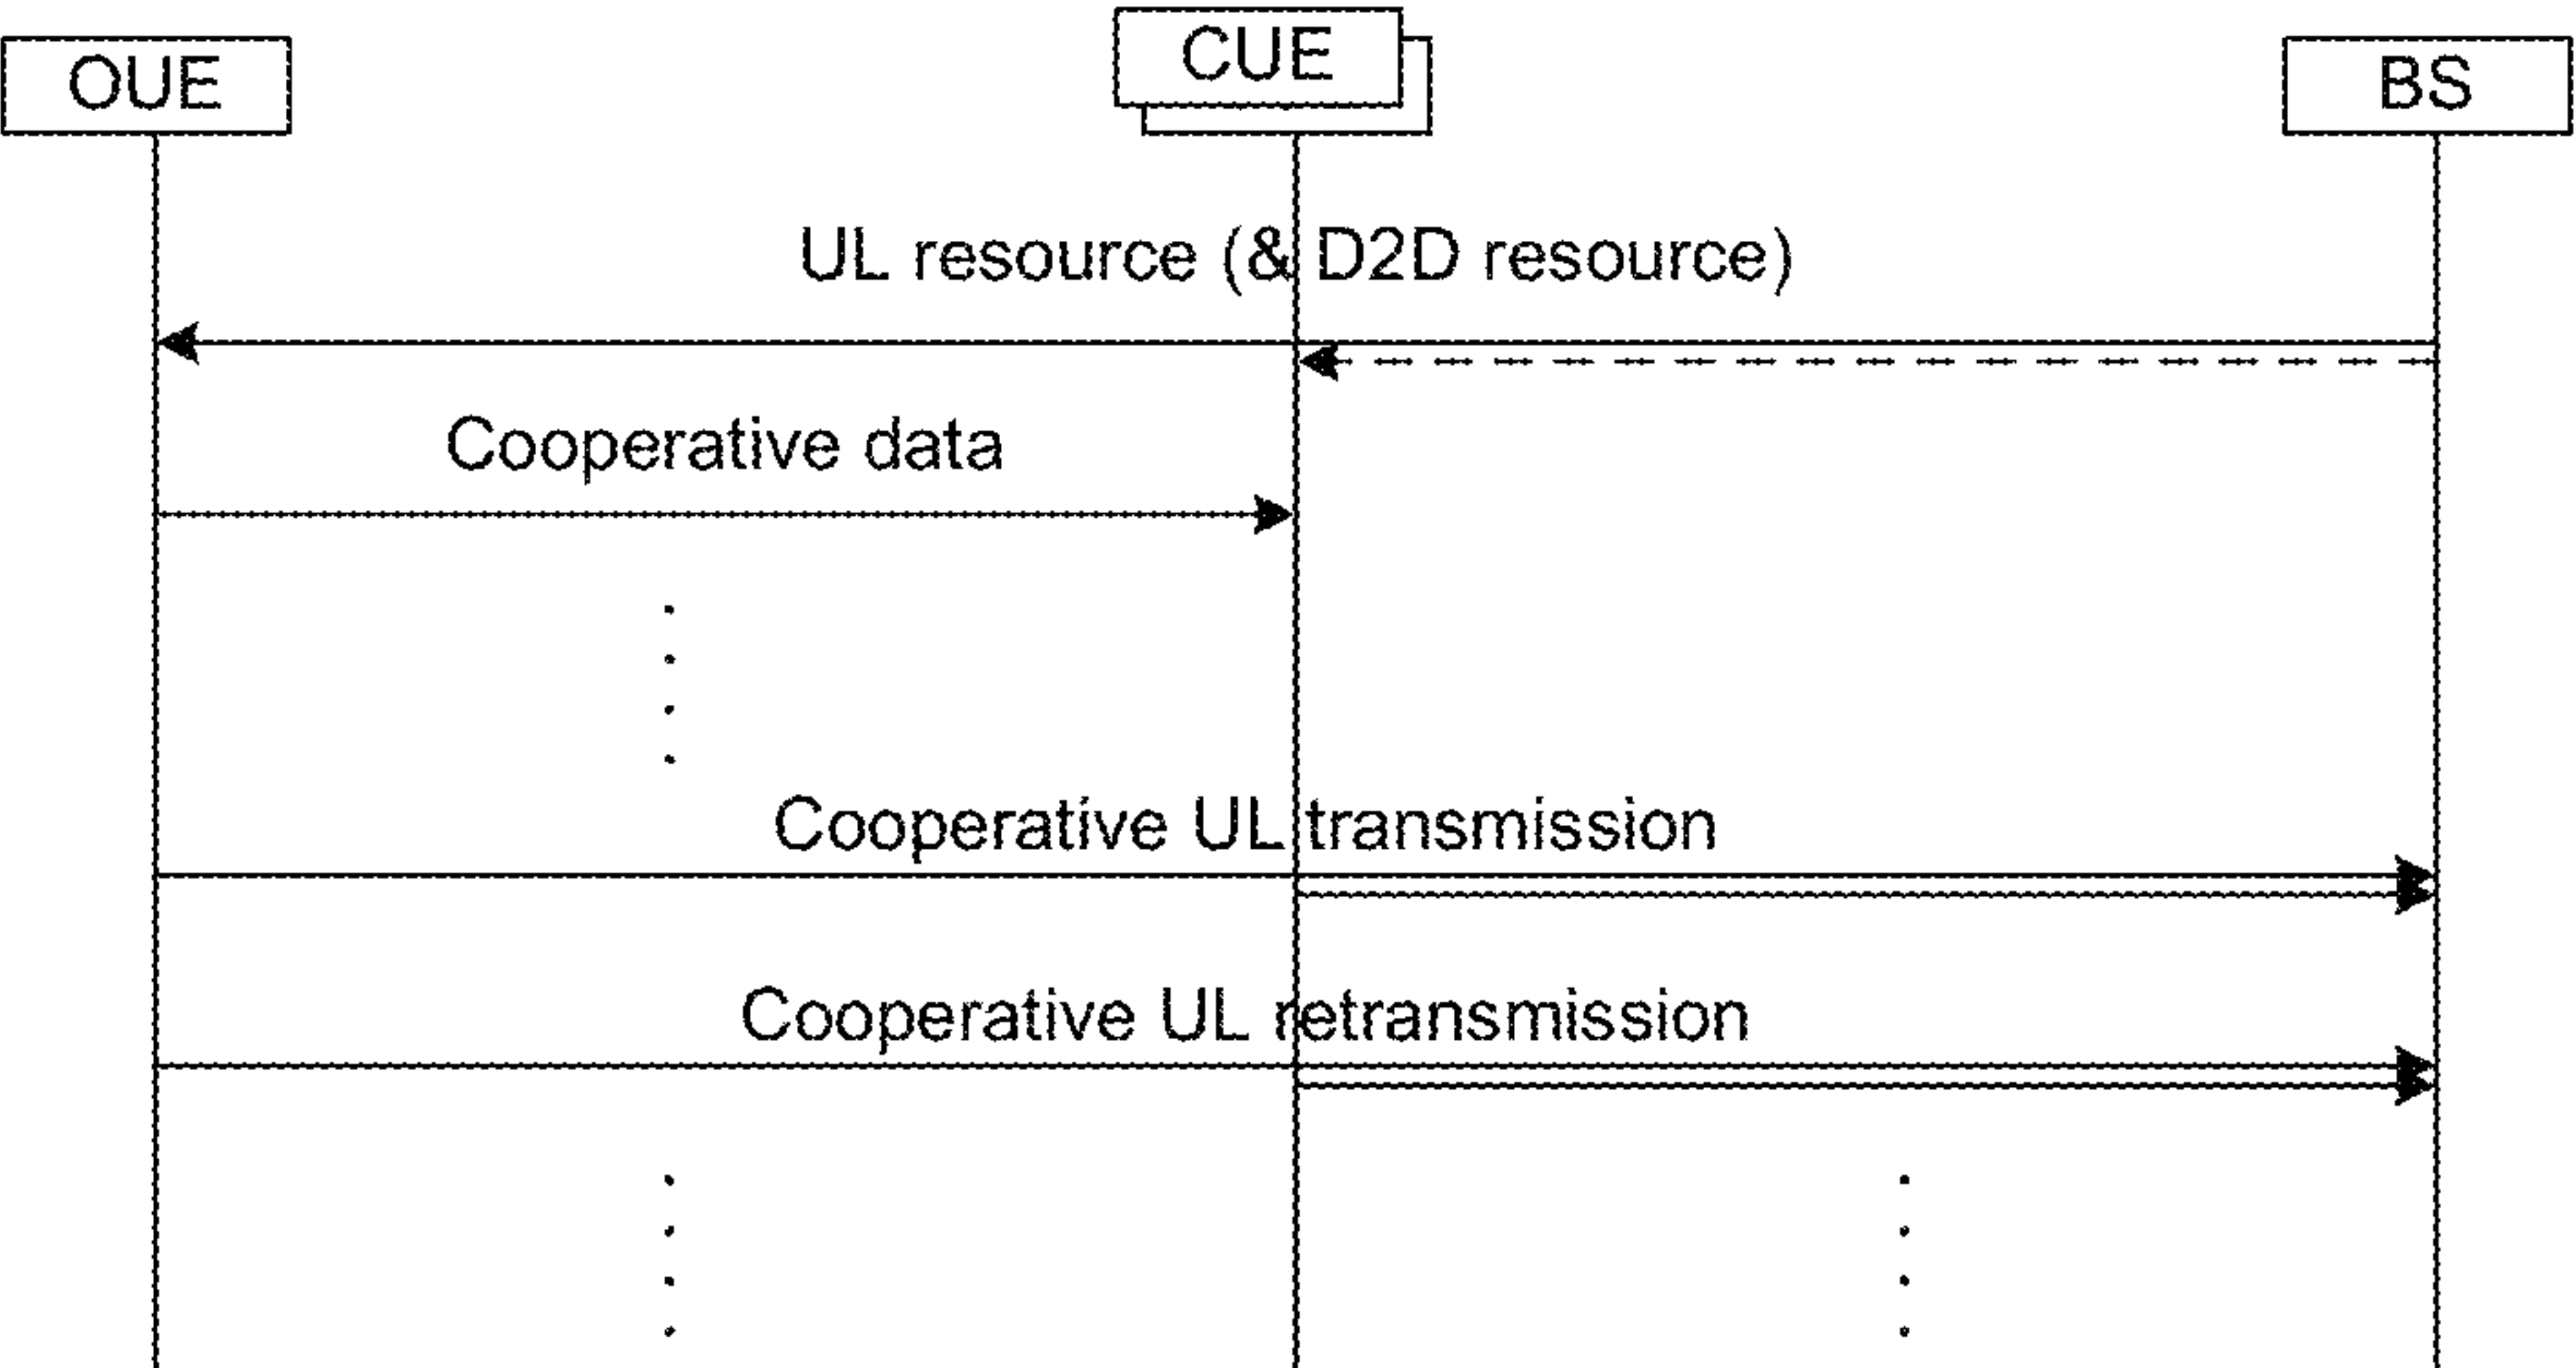 OUE
CUE
BS
UL resource (& D2D resource)
Cooperative data
Cooperative UL transmission
Cooperative UL retransmission